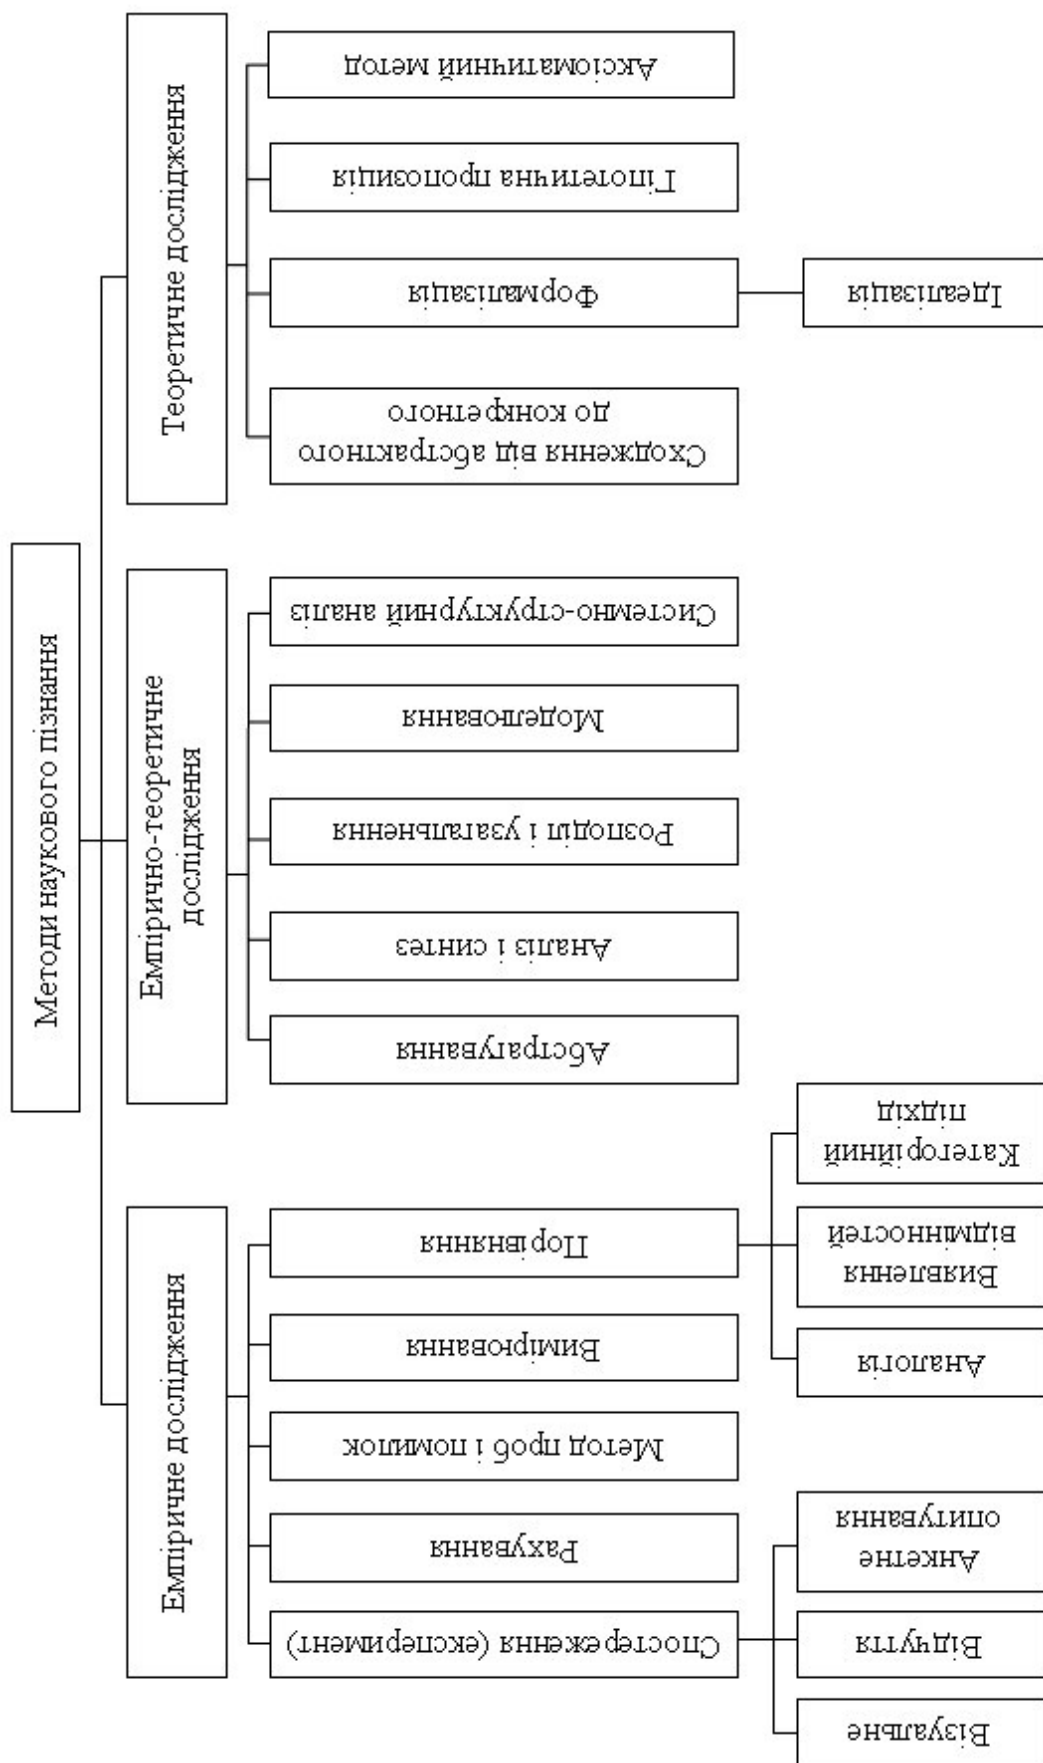 Методи наукового пізнання
Емпіричне дослідження
Спостереження (експеримент)
Візуальне
Відчуття
Анкетне
опитування
Рахування
Метод проб і помилок
Вимірювання
Порівняння
Аналогія
Виявлення
відмінностей
Категорійний
підхід
Емпірично-теоретичне
дослідження
Абстрагування
Аналіз і синтез
Розподіл і узагальнення
Моделювання
Системно-структурний аналіз
Теоретичне дослідження
Сходження від абстрактного
до конкретного
Формалізація
Ідеалізація
Гіпотетична пропозиція
Аксіоматичний метод